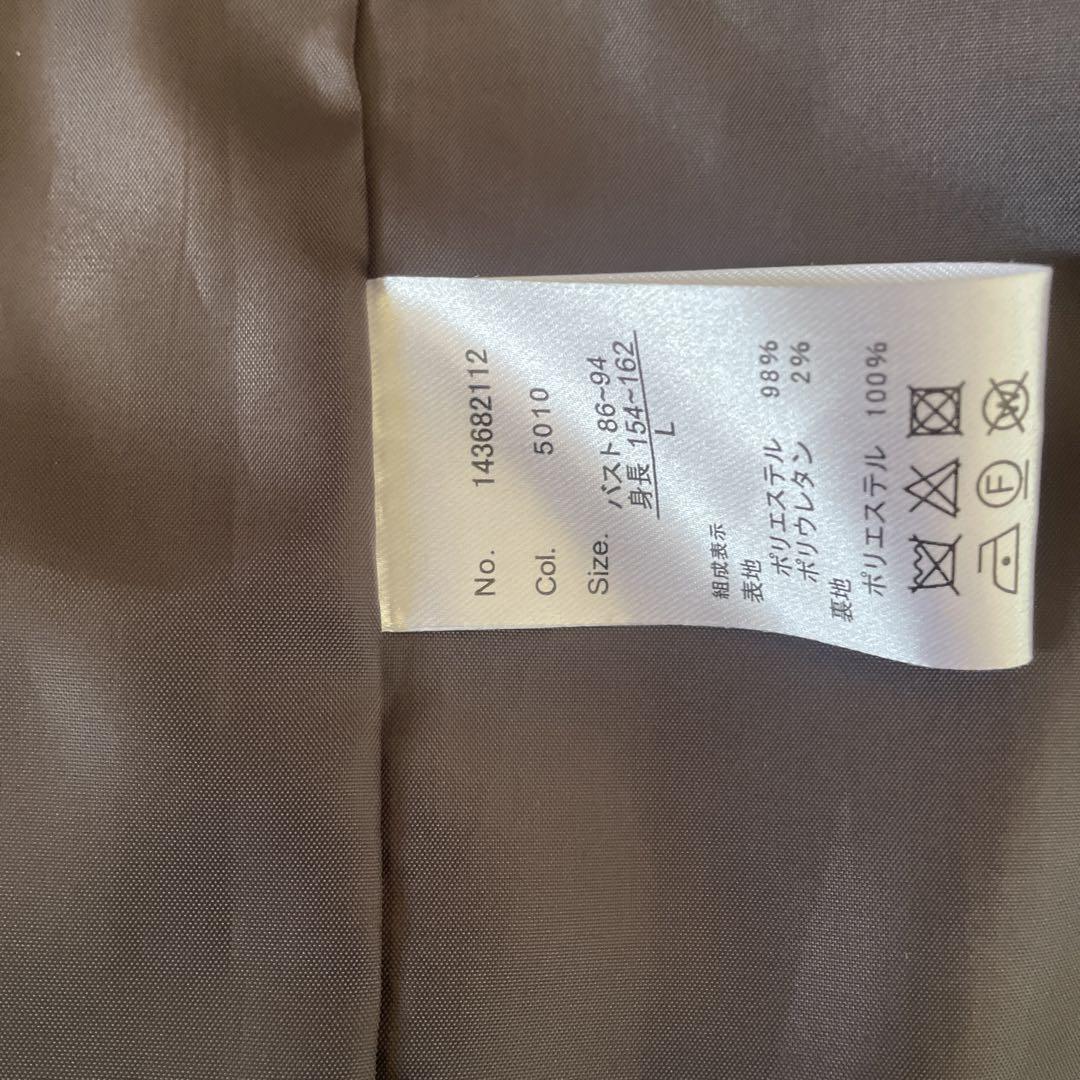 No. 143682112
Col. 5010
Size. バスト 86~94
身長 154~162
L
組成表示
表地
ポリエステル 98%
ポリウレタン 2%
裏地
ポリエステル 100%
F W